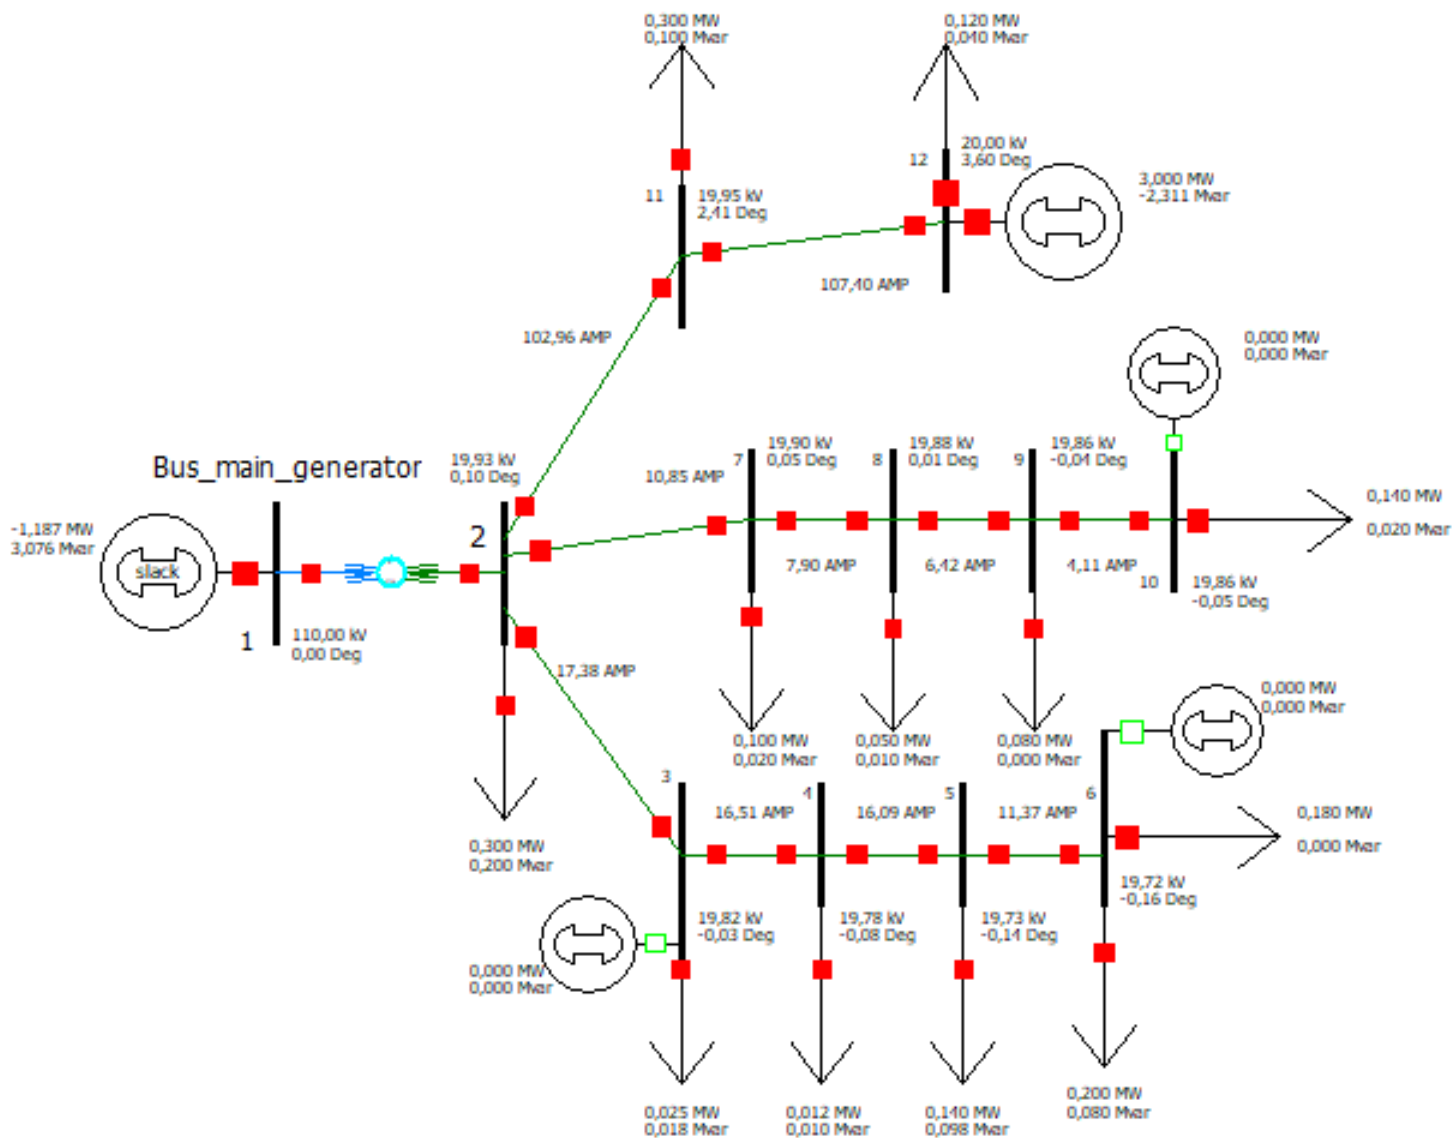 0,300 MW
0,100 Mvar
0,120 MW
0,040 Mvar
12
20,00 kV
3,60 Deg
3,000 MW
-2,311 Mvar
11
19,95 kV
2,41 Deg
107,40 AMP
102,96 AMP
0,000 MW
0,000 Mvar
Bus_main_generator
19,93 kV
0,10 Deg
2
10,85 AMP
7
19,90 kV
0,05 Deg
8
19,88 kV
0,01 Deg
9
19,86 kV
-0,04 Deg
0,140 MW
0,020 Mvar
-1,187 MW
3,076 Mvar
slack
7,90 AMP
6,42 AMP
4,11 AMP
10
19,86 kV
-0,05 Deg
1
110,00 kV
0,00 Deg
17,38 AMP
0,100 MW
0,020 Mvar
0,050 MW
0,010 Mvar
0,080 MW
0,000 Mvar
0,000 MW
0,000 Mvar
3
16,51 AMP
4
16,09 AMP
5
11,37 AMP
6
0,180 MW
0,000 Mvar
0,300 MW
0,200 Mvar
19,82 kV
-0,03 Deg
19,78 kV
-0,08 Deg
19,73 kV
-0,14 Deg
19,72 kV
-0,16 Deg
0,000 MW
0,000 Mvar
0,025 MW
0,018 Mvar
0,012 MW
0,010 Mvar
0,140 MW
0,098 Mvar
0,200 MW
0,080 Mvar